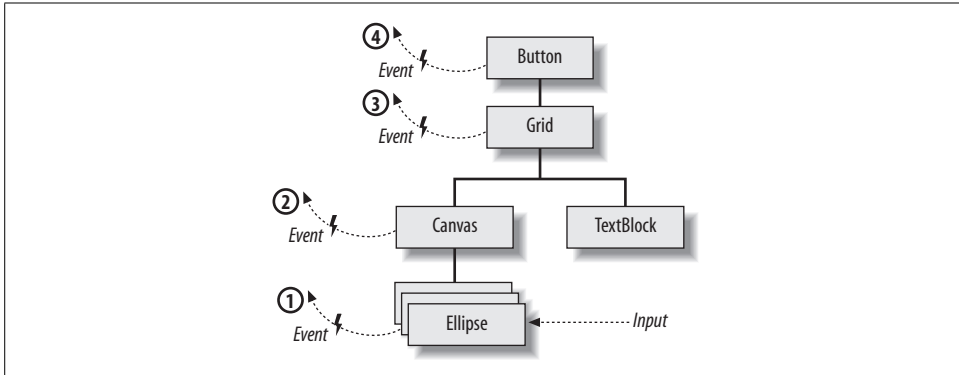 4
Event
Button
3
Event
Grid
2
Event
Canvas
TextBlock
1
Event
Ellipse
Input